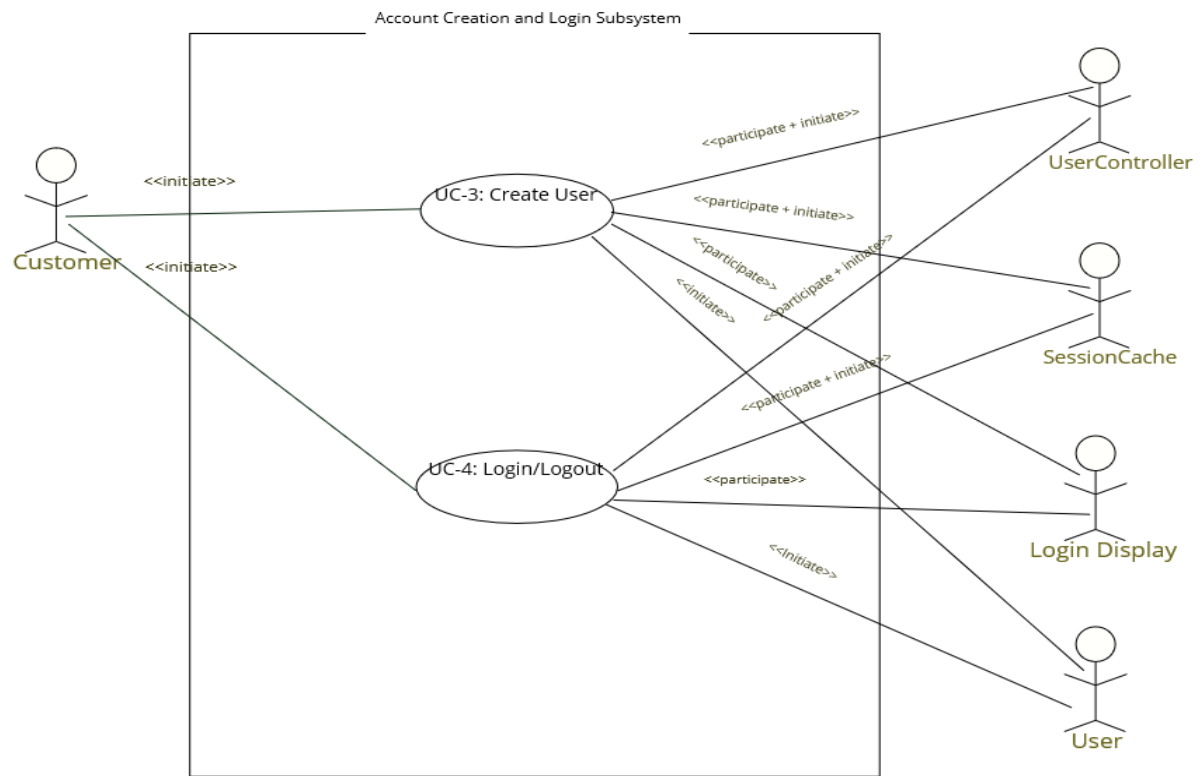 Account Creation and Login Subsystem
<<participate + initiate>>
UserController
<<initiate>>
UC-3: Create User
<<participate + initiate>>
Customer
<<initiate>>
<<participate>>
<<participate + initiate>>
<<initiate>>
SessionCache
<<participate + initiate>>
UC-4: Login/Logout
<<participate>>
Login Display
<<Initiate>>
User